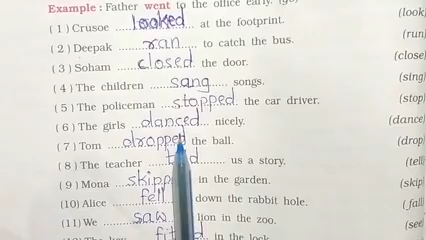 Example : Father went to the office early. (go)
( 1 ) Crusoe looked at the footprint. (look)
( 2 ) Deepak ran to catch the bus. (run)
( 3 ) Soham closed the door. (close)
( 4 ) The children sang songs. (sing)
( 5 ) The policeman stopped the car driver. (stop)
( 6 ) The girls danced nicely. (dance)
( 7 ) Tom dropped the ball. (drop)
( 8 ) The teacher us a story. (tell)
( 9 ) Mona skipp in the garden. (skip)
(10) Alice fell down the rabbit hole. (fall)
(11) We saw lion in the zoo. (see)
in the lock